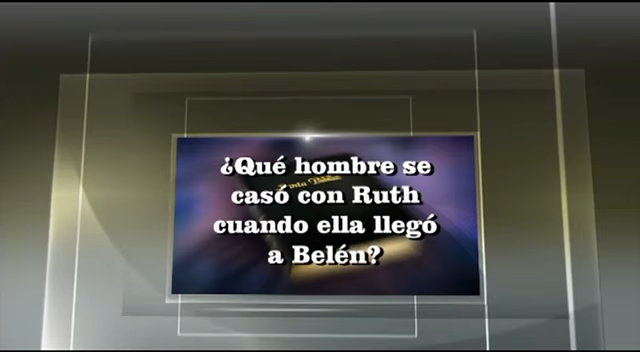 ¿Qué hombre se
casó con Ruth
cuando ella llegó
a Belén?